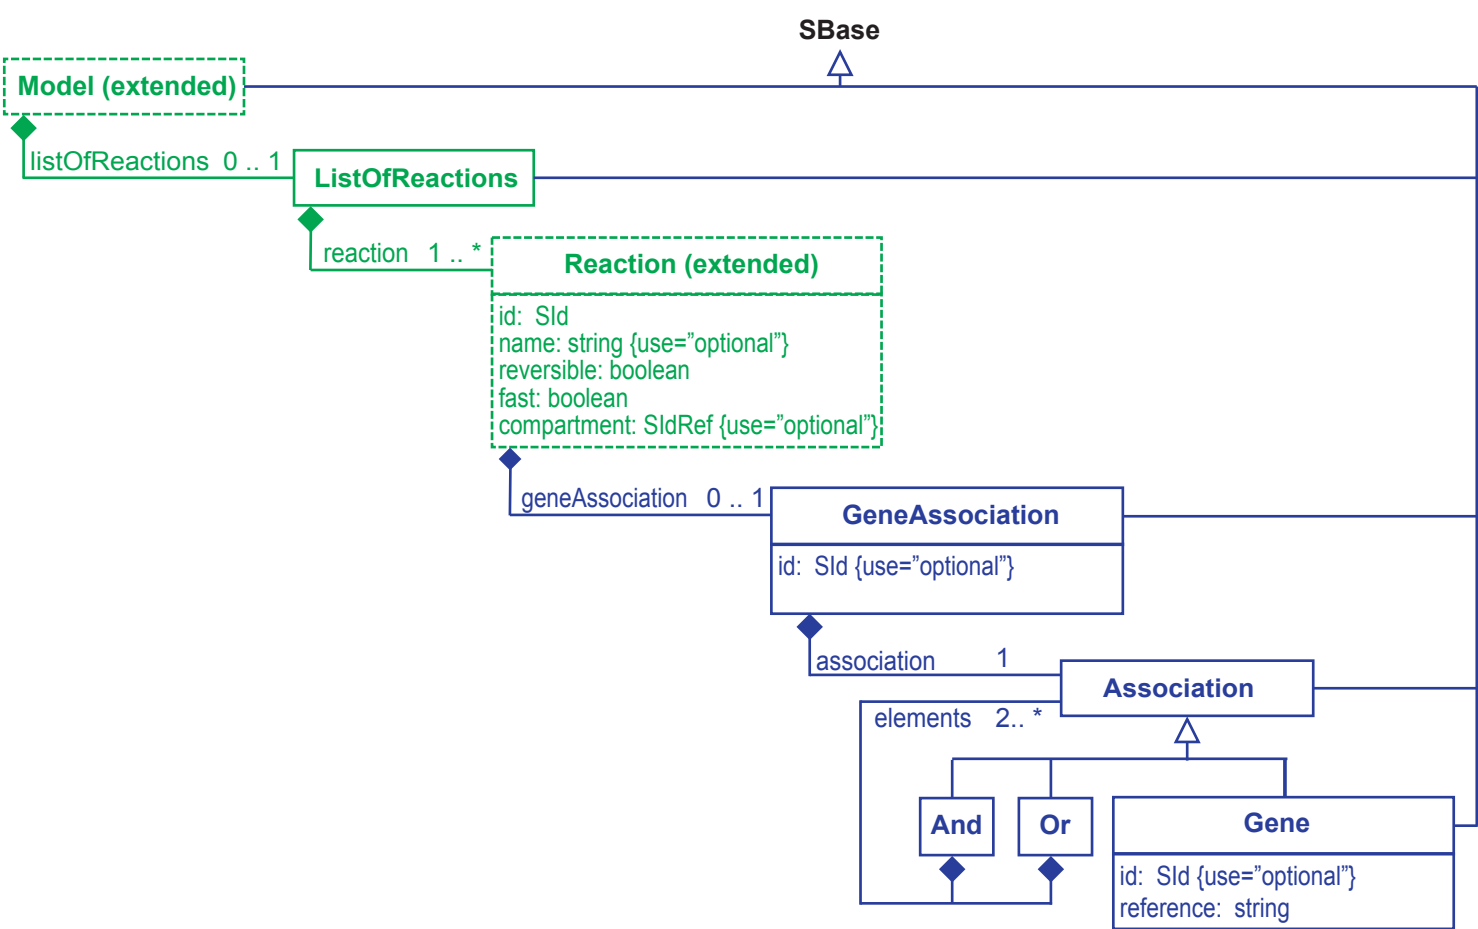 SBase
Model (extended)
listOfReactions 0 .. 1
ListOfReactions
reaction 1 .. *
Reaction (extended)
id: SId
name: string {use=”optional”}
reversible: boolean
fast: boolean
compartment: SIdRef {use=”optional”}
geneAssociation 0 .. 1
GeneAssociation
id: SId {use=”optional”}
association 1
Association
elements 2.. *
And
Or
Gene
id: SId {use=”optional”}
reference: string